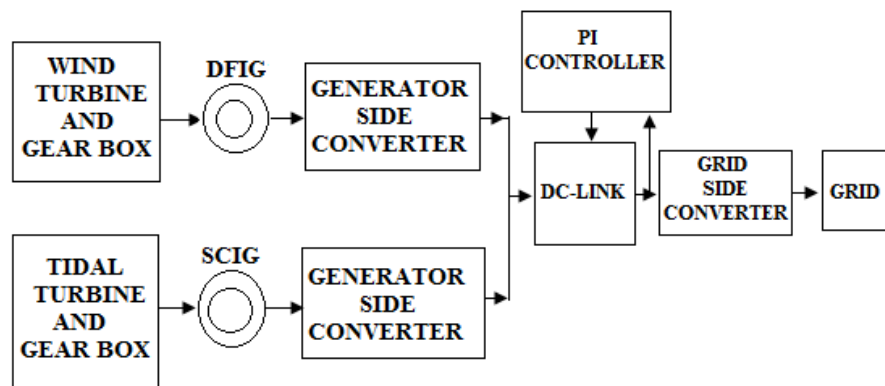 WIND
TURBINE
AND
GEAR BOX
DFIG
GENERATOR
SIDE
CONVERTER
PI
CONTROLLER
DC-LINK
GRID
SIDE
CONVERTER
GRID
TIDAL
TURBINE
AND
GEAR BOX
SCIG
GENERATOR
SIDE
CONVERTER